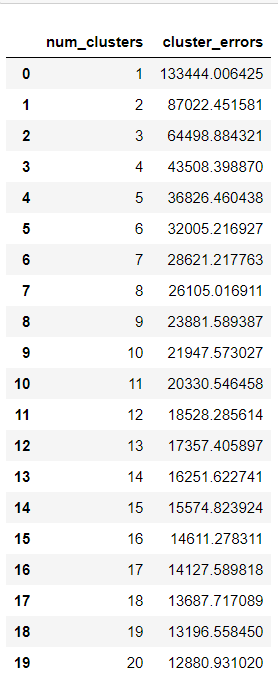 num_clusters cluster_errors
0 1 133444.006425
1 2 87022.451581
2 3 64498.884321
3 4 43508.398870
4 5 36826.460438
5 6 32005.216927
6 7 28621.217763
7 8 26105.016911
8 9 23881.589387
9 10 21947.573027
10 11 20330.546458
11 12 18528.285614
12 13 17357.405897
13 14 16251.622741
14 15 15574.823924
15 16 14611.278311
16 17 14127.589818
17 18 13687.717089
18 19 13196.558450
19 20 12880.931020